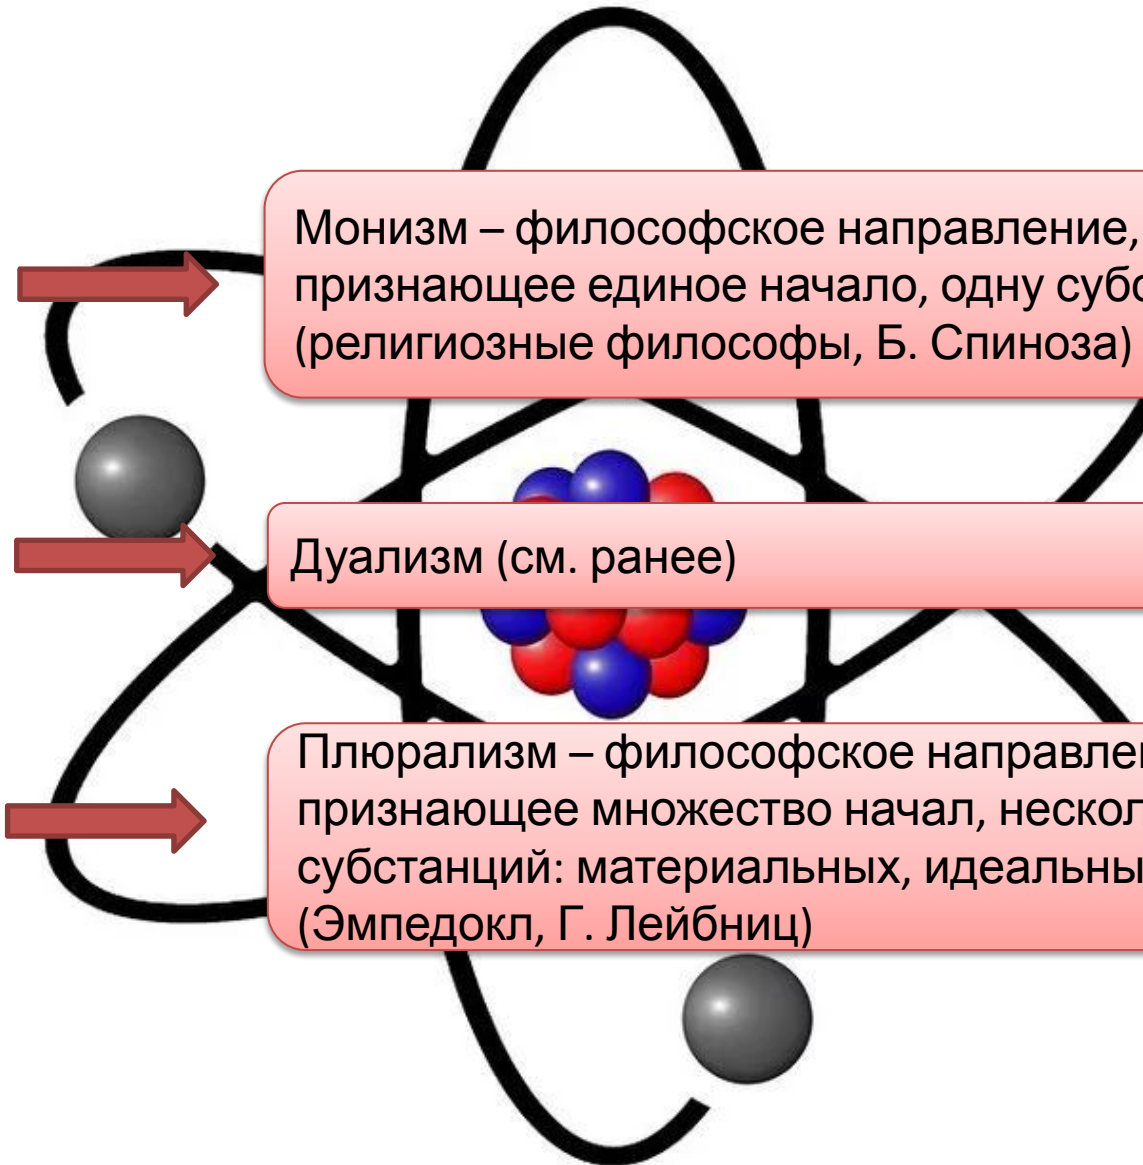 Монизм – философское направление,
признающее единое начало, одну
(религиозные философы, Б. Спиноза)
Дуализм (см. ранее)
Плюрализм – философское
признающее множество начал,
субстанций: материальных,
(Эмпедокл, Г. Лейбниц)